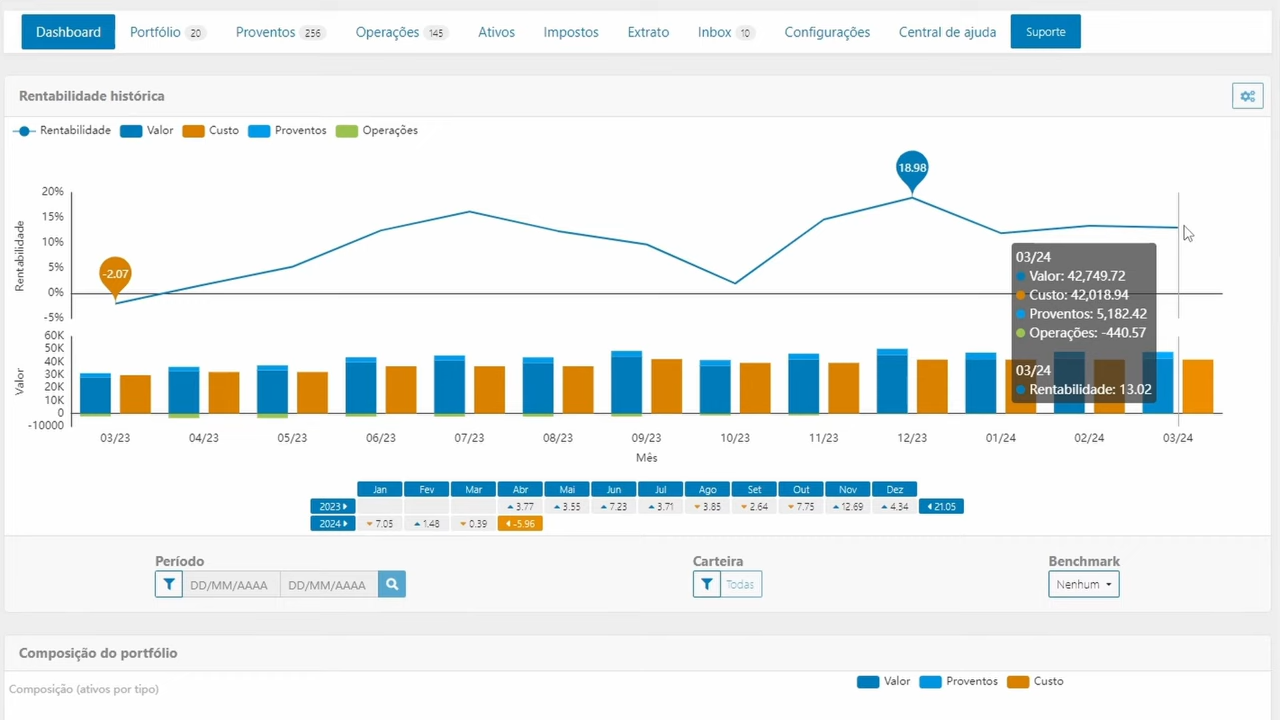 Dashboard Portfólio 20 Proventos 256 Operações 145 Ativos Impostos Extrato Inbox 10 Configurações Central de ajuda Suporte
Rentabilidade histórica
Rentabilidade Valor Custo Proventos Operações
Rentabilidade
20%
15%
10%
5%
0%
-5%
-2.07
18.98
03/24
Valor: 42,749.72
Custo: 42,018.94
Proventos: 5,182.42
Operações: -440.57
03/24
Rentabilidade: 13.02
Valor
60K
50K
40K
30K
20K
10K
0
-10000
03/23 04/23 05/23 06/23 07/23 08/23 09/23 10/23 11/23 12/23 01/24 02/24 03/24
Mês
Jan Fev Mar Abr Mai Jun Jul Ago Set Out Nov Dez
2023 3.77 3.55 7.23 3.71 3.85 2.64 7.75 12.69 4.34 21.05
2024 7.05 1.48 0.39 -5.96
Período Carteira Benchmark
DD/MM/AAAA DD/MM/AAAA Todas Nenhum
Composição do portfólio
Composição (ativos por tipo) Valor Proventos Custo